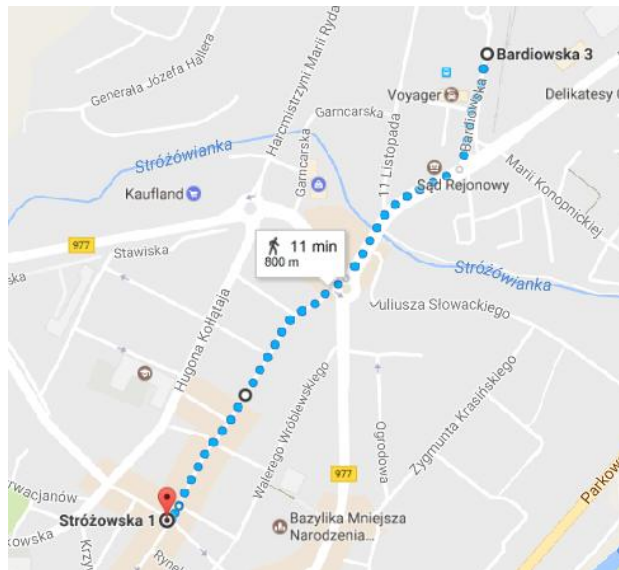 Bardiowska 3
Generała Józefa Hallera
Harcmistrzyni Marii Ryda
Voyager
Delikatesy
Garncarska
Bardiowska
11 Listopada
Stróżówianka
Garncarska
Sąd Rejonowy
Marii Konopnickiej
Kaufland
977
Stawiska
11 min
800 m
Stróżówianka
Juliusza Słowackiego
Hugona Kołłątaja
Walerego Wróblewskiego
Zygmunta Krasińskiego
Ogrodowa
977
Parkowa
Stróżowska 1
Bazylika Mniejsza
Narodzenia...